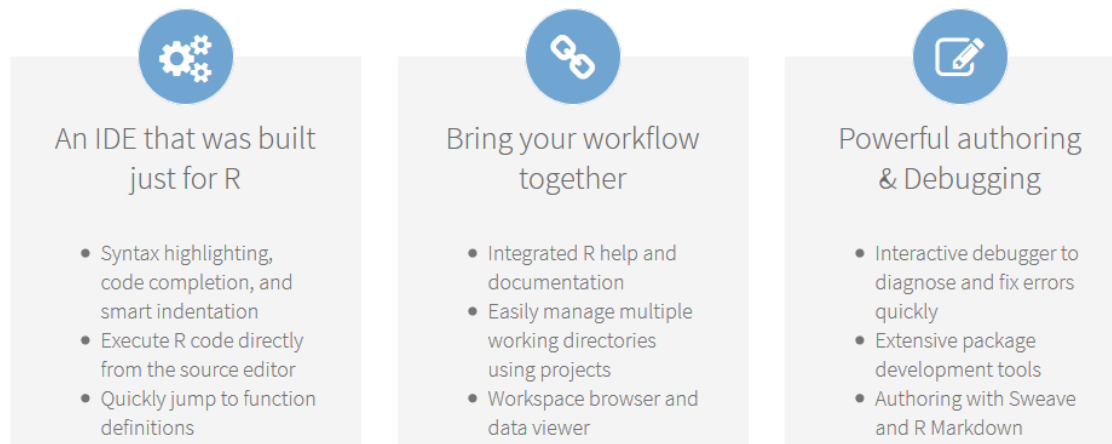 An IDE that was built
just for R
• Syntax highlighting,
code completion, and
smart indentation
• Execute R code directly
from the source editor
• Quickly jump to function
definitions
Bring your workflow
together
• Integrated R help and
documentation
• Easily manage multiple
working directories
using projects
• Workspace browser and
data viewer
Powerful authoring
& Debugging
• Interactive debugger to
diagnose and fix errors
quickly
• Extensive package
development tools
• Authoring with Sweave
and R Markdown